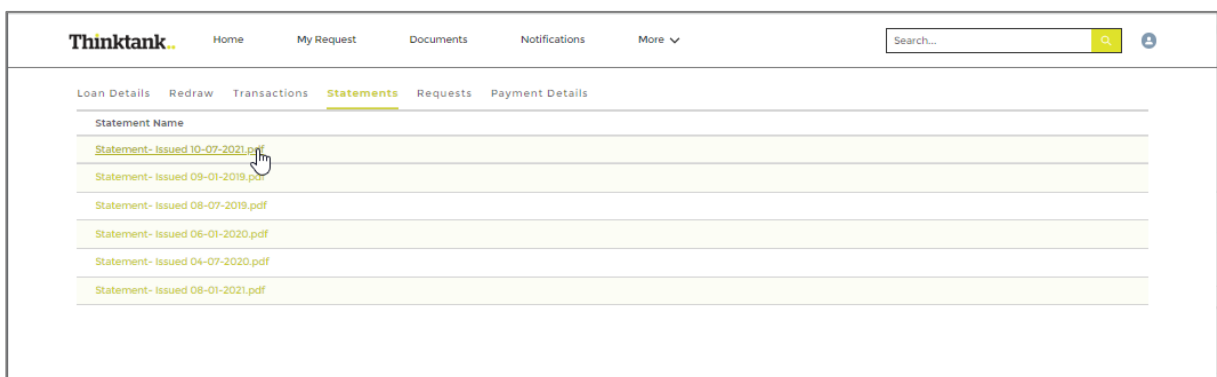 Thinktank.. Home My Request Documents Notifications More Search...
Loan Details Redraw Transactions Statements Requests Payment Details
Statement Name
Statement- Issued 10-07-2021.pdf
Statement- Issued 09-01-2019.pdf
Statement- Issued 08-07-2019.pdf
Statement- Issued 06-01-2020.pdf
Statement- Issued 04-07-2020.pdf
Statement- Issued 08-01-2021.pdf